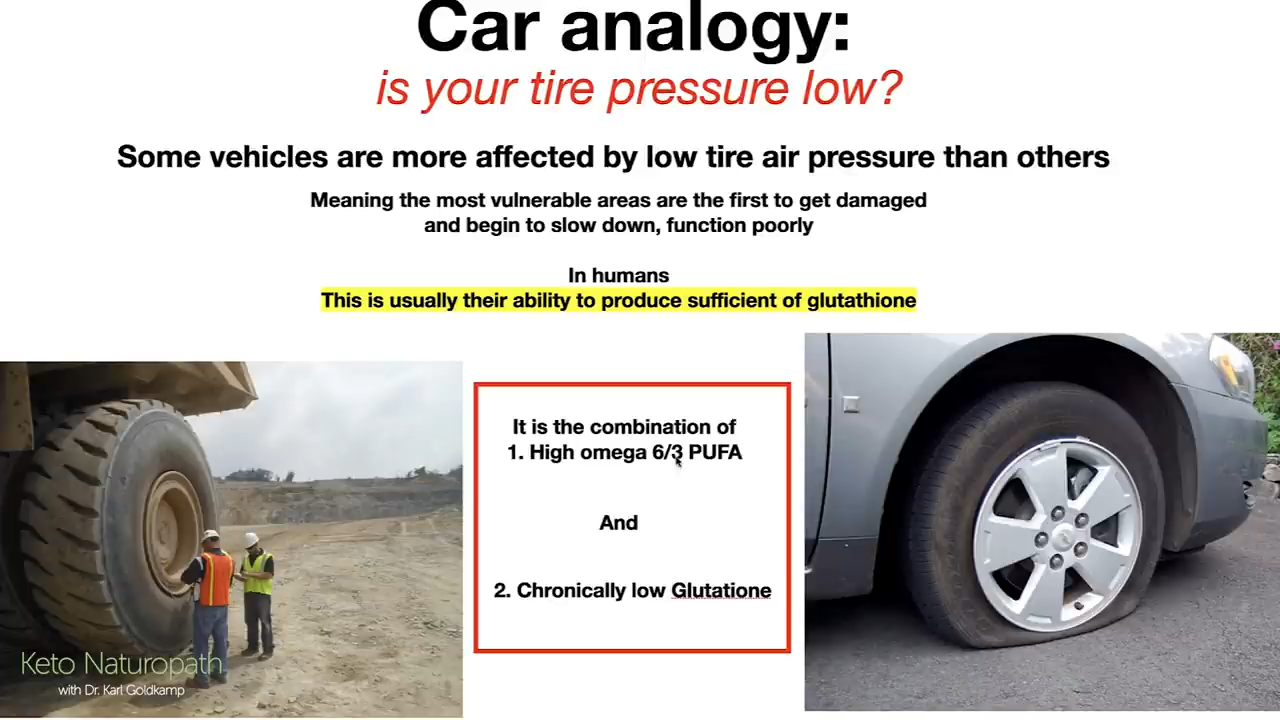 Car analogy:
is your tire pressure low?
Some vehicles are more affected by low tire air pressure than others
Meaning the most vulnerable areas are the first to get damaged
and begin to slow down, function poorly
In humans
This is usually their ability to produce sufficient of glutathione
It is the combination of
1. High omega 6/3 PUFA
And
2. Chronically low Glutatione
Keto Naturopath
with Dr. Karl Goldkamp